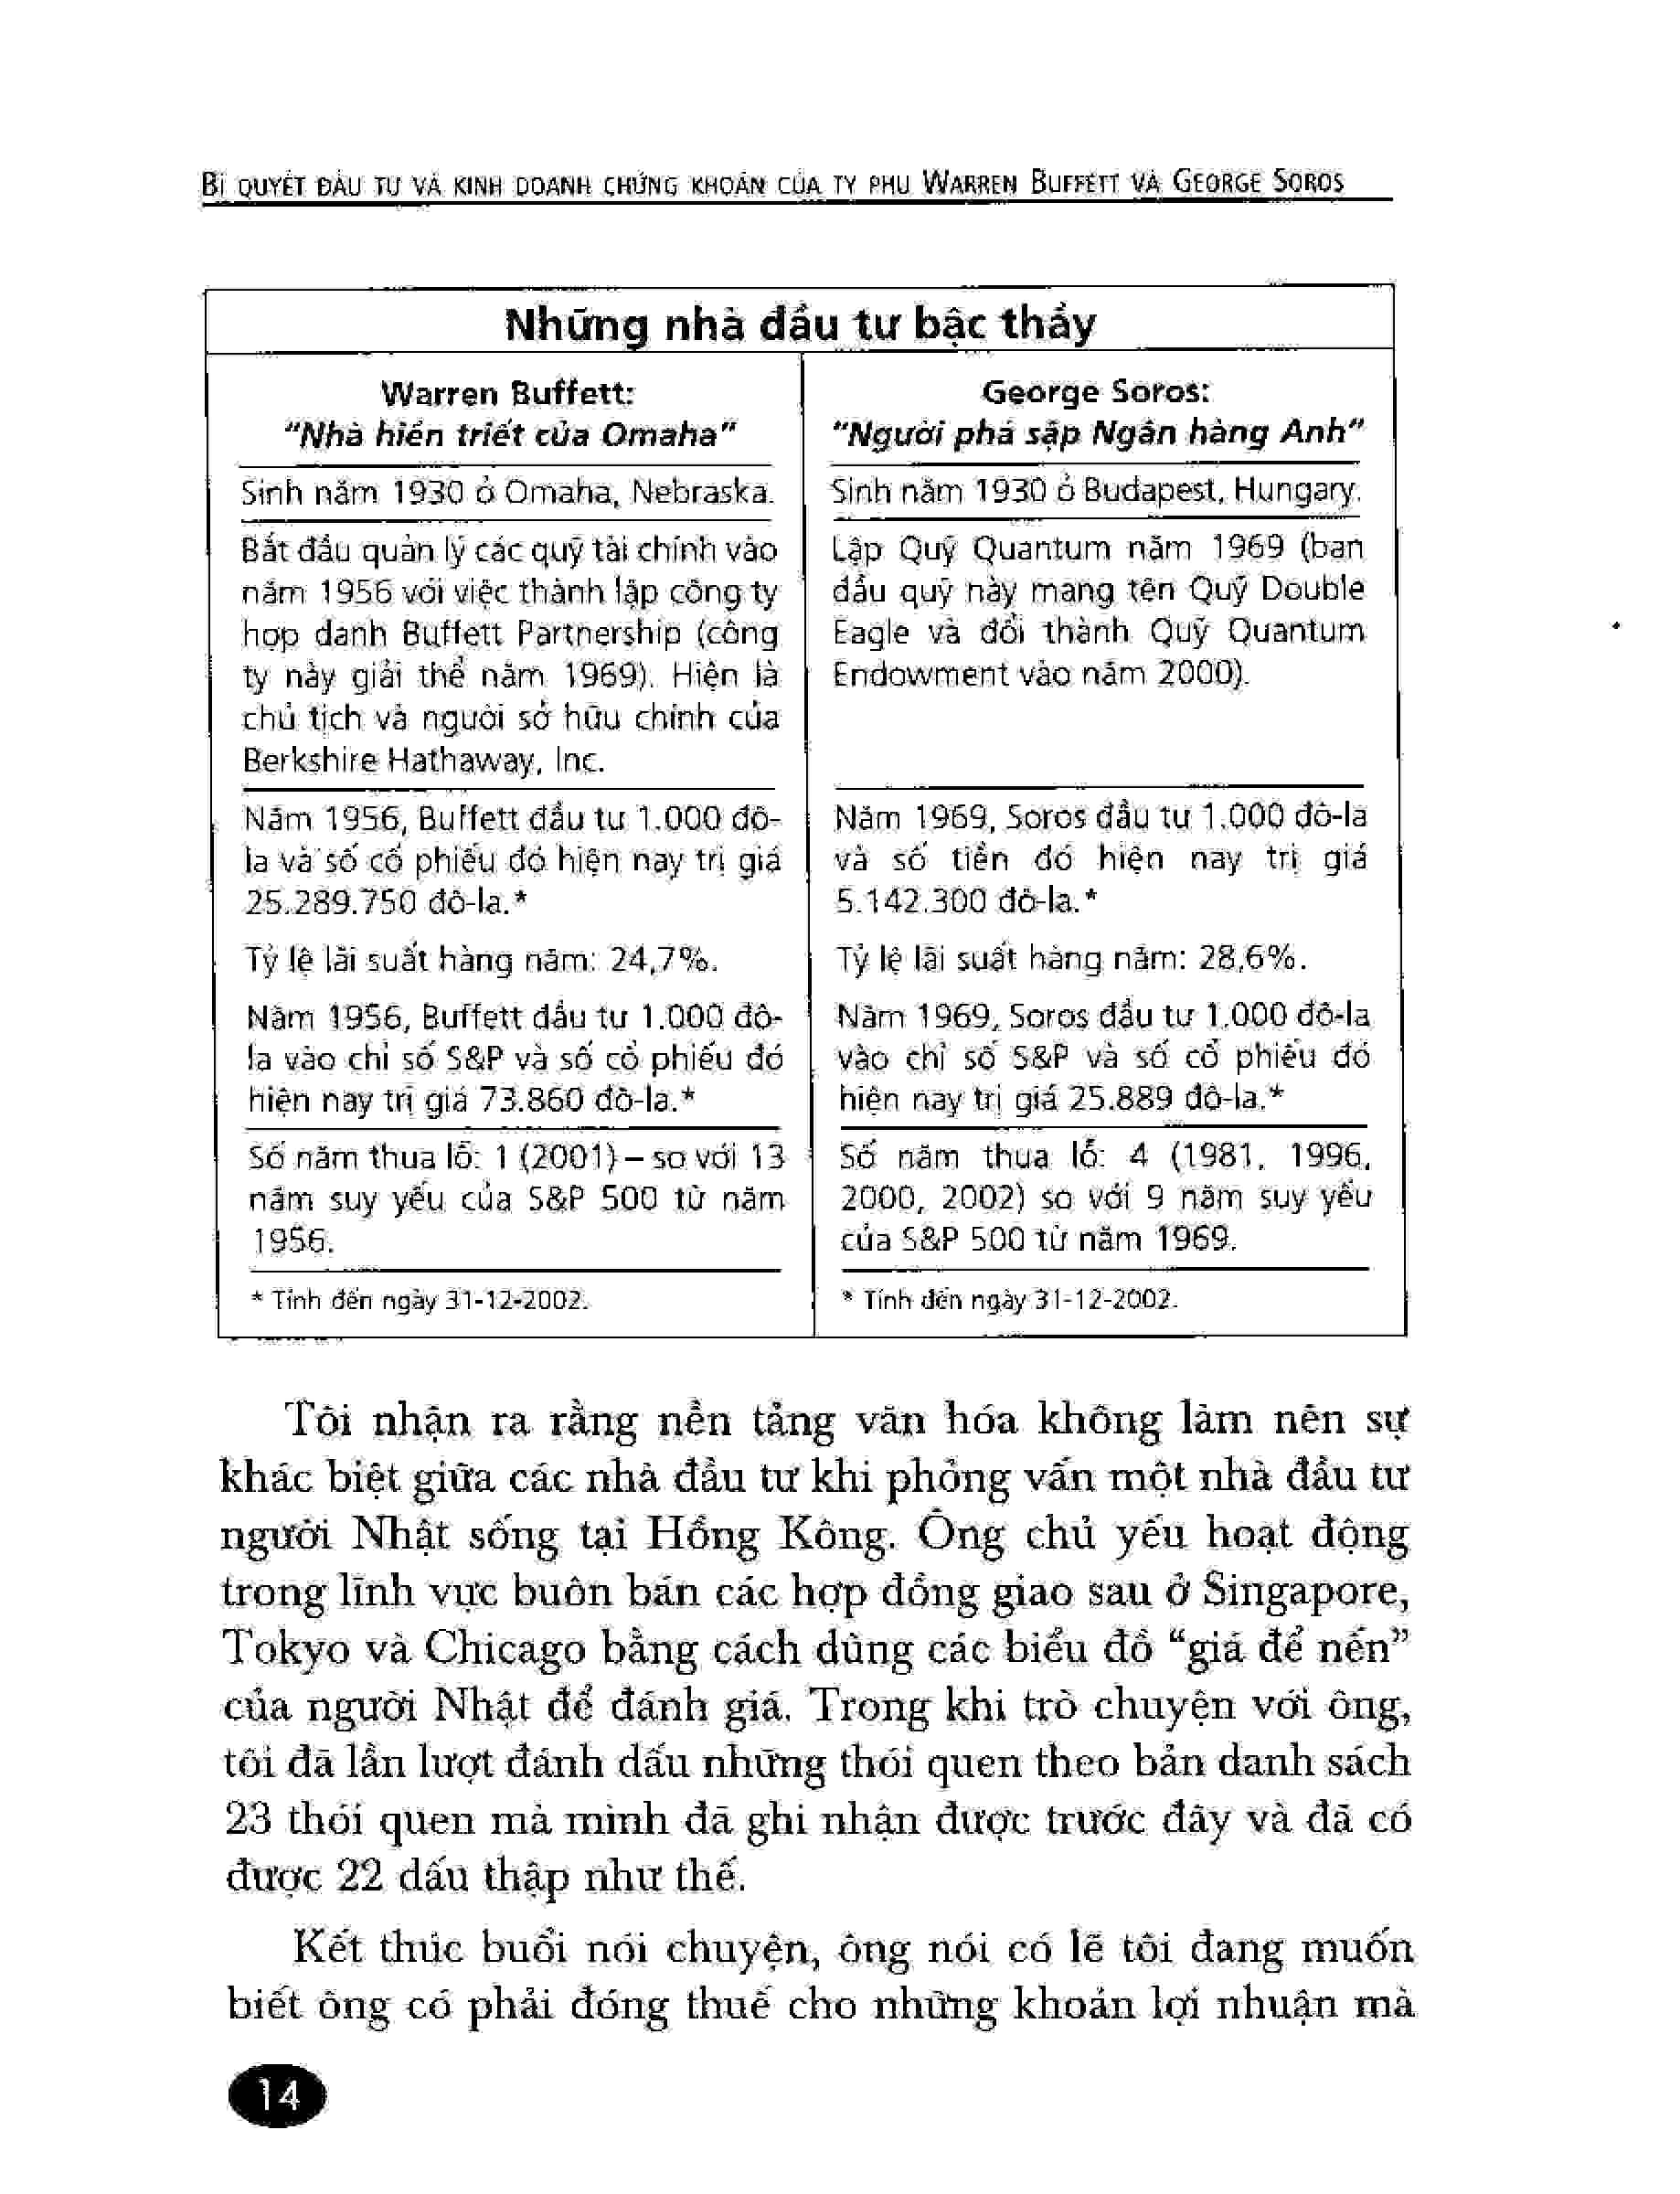 BÍ QUYẾT ĐẦU TƯ VÀ KINH DOANH CHỨNG KHOÁN CỦA TỶ PHÚ WARREN BUFFETT VÀ GEORGE SOROS
Những nhà đầu tư bậc thầy
Warren Buffett:
“Nhà hiền triết của Omaha”
Sinh năm 1930 ở Omaha, Nebraska.
Bắt đầu quản lý các quỹ tài chính vào
năm 1956 với việc thành lập công ty
hợp danh Buffett Partnership (công
ty này giải thể năm 1969). Hiện là
chủ tịch và người sở hữu chính của
Berkshire Hathaway, Inc.
Năm 1956, Buffett đầu tư 1.000 đô-
la và số cổ phiếu đó hiện nay trị giá
25.289.750 đô-la.*
Tỷ lệ lãi suất hàng năm: 24,7%.
Năm 1956, Buffett đầu tư 1.000 đô-
la vào chỉ số S&P và số cổ phiếu đó
hiện nay trị giá 73.860 đô-la.*
Số năm thua lỗ: 1 (2001) – so với 13
năm suy yếu của S&P 500 từ năm
1956.
* Tính đến ngày 31-12-2002.
George Soros:
“Người phá sập Ngân hàng Anh”
Sinh năm 1930 ở Budapest, Hungary.
Lập Quỹ Quantum năm 1969 (ban
đầu quỹ này mang tên Quỹ Double
Eagle và đổi thành Quỹ Quantum
Endowment vào năm 2000).
Năm 1969, Soros đầu tư 1.000 đô-la
và số tiền đó hiện nay trị giá
5.142.300 đô-la.*
Tỷ lệ lãi suất hàng năm: 28,6%.
Năm 1969, Soros đầu tư 1.000 đô-la
vào chỉ số S&P và số cổ phiếu đó
hiện nay trị giá 25.889 đô-la.*
Số năm thua lỗ: 4 (1981, 1996,
2000, 2002) so với 9 năm suy yếu
của S&P 500 từ năm 1969.
* Tính đến ngày 31-12-2002.
Tôi nhận ra rằng nền tảng văn hóa không làm nên sự
khác biệt giữa các nhà đầu tư khi phỏng vấn một nhà đầu tư
người Nhật sống tại Hồng Kông. Ông chủ yếu hoạt động
trong lĩnh vực buôn bán các hợp đồng giao sau ở Singapore,
Tokyo và Chicago bằng cách dùng các biểu đồ “giá để nến”
của người Nhật để đánh giá. Trong khi trò chuyện với ông,
tôi đã lần lượt đánh dấu những thói quen theo bản danh sách
23 thói quen mà mình đã ghi nhận được trước đây và đã có
được 22 dấu thập như thế.
Kết thúc buổi nói chuyện, ông nói có lẽ tôi đang muốn
biết ông có phải đóng thuế cho những khoản lợi nhuận mà
14